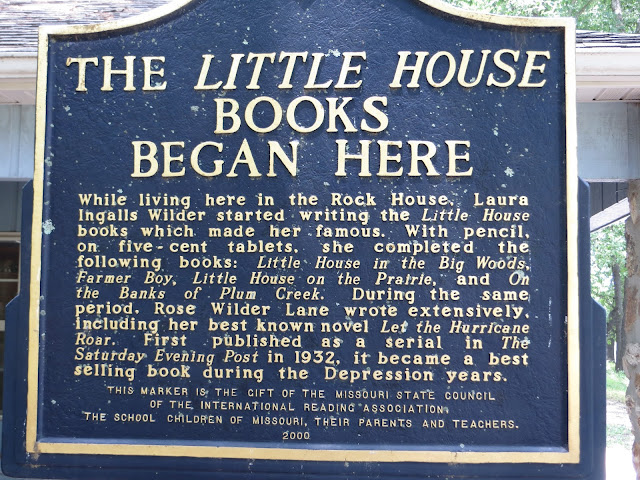 THE LITTLE HOUSE
BOOKS
BEGAN HERE
While living here in the Rock House, Laura
Ingalls Wilder started writing the Little House
books which made her famous. With pencil,
on five-cent tablets, she completed the
following books: Little House in the Big Woods,
Farmer Boy, Little House on the Prairie, and On
the Banks of Plum Creek. During the same
period, Rose Wilder Lane wrote extensively,
including her best known novel Let the Hurricane
Roar. First published as a serial in The
Saturday Evening Post in 1932, it became a best
selling book during the Depression years.
THIS MARKER IS THE GIFT OF THE MISSOURI STATE COUNCIL
OF THE INTERNATIONAL READING ASSOCIATION,
THE SCHOOL CHILDREN OF MISSOURI, THEIR PARENTS AND TEACHERS.
2000